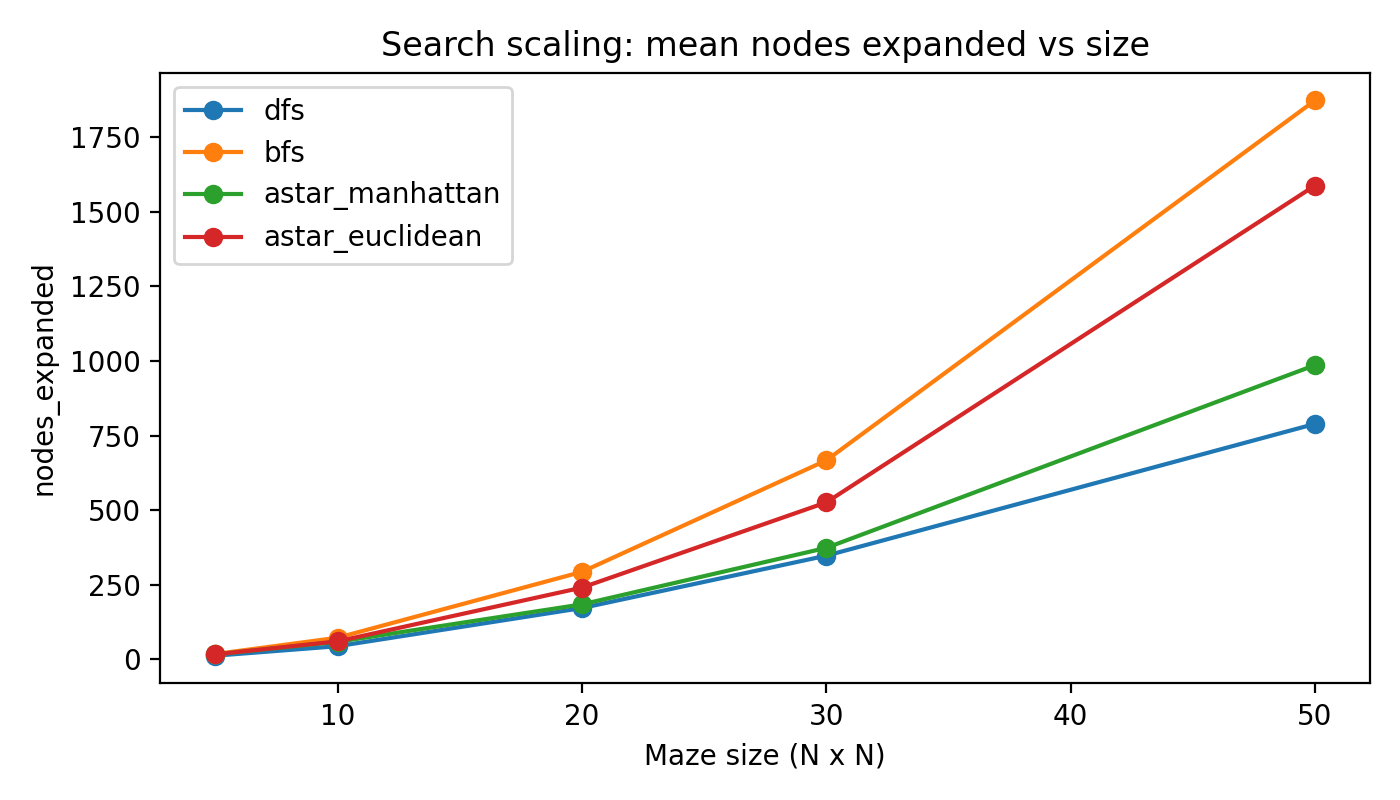 Search scaling: mean nodes expanded vs size
dfs
bfs
astar_manhattan
astar_euclidean
nodes_expanded
1750
1500
1250
1000
750
500
250
0
10 20 30 40 50
Maze size (N x N)